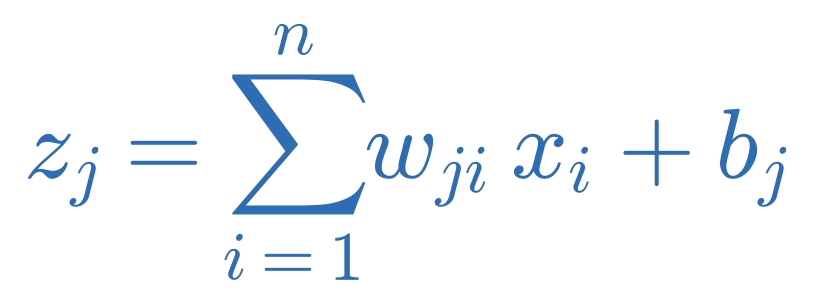 z_j = \sum_{i=1}^{n} w_{ji} x_i + b_j